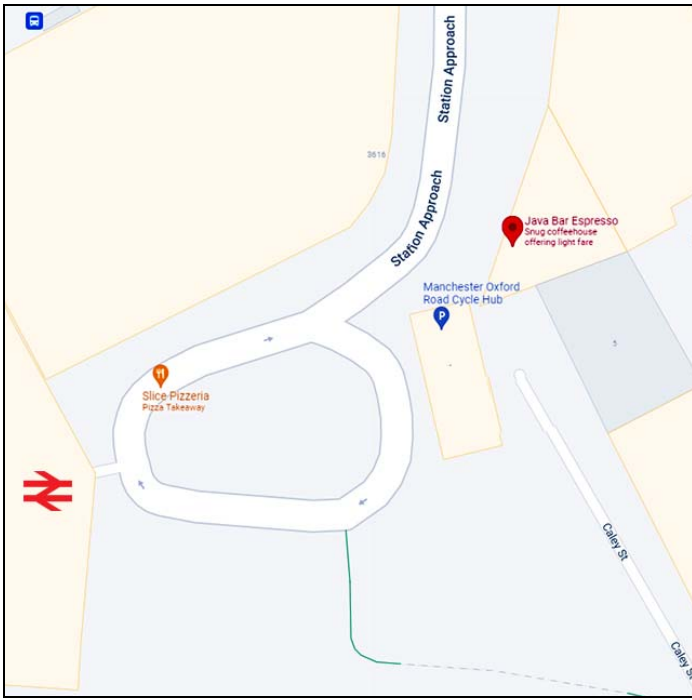 Station Approach
3616
Station Approach
Java Bar Espresso
Snug coffeehouse
offering light fare
Manchester Oxford
Road Cycle Hub
P
5
Slice Pizzeria
Pizza Takeaway
Caley St
Caley St